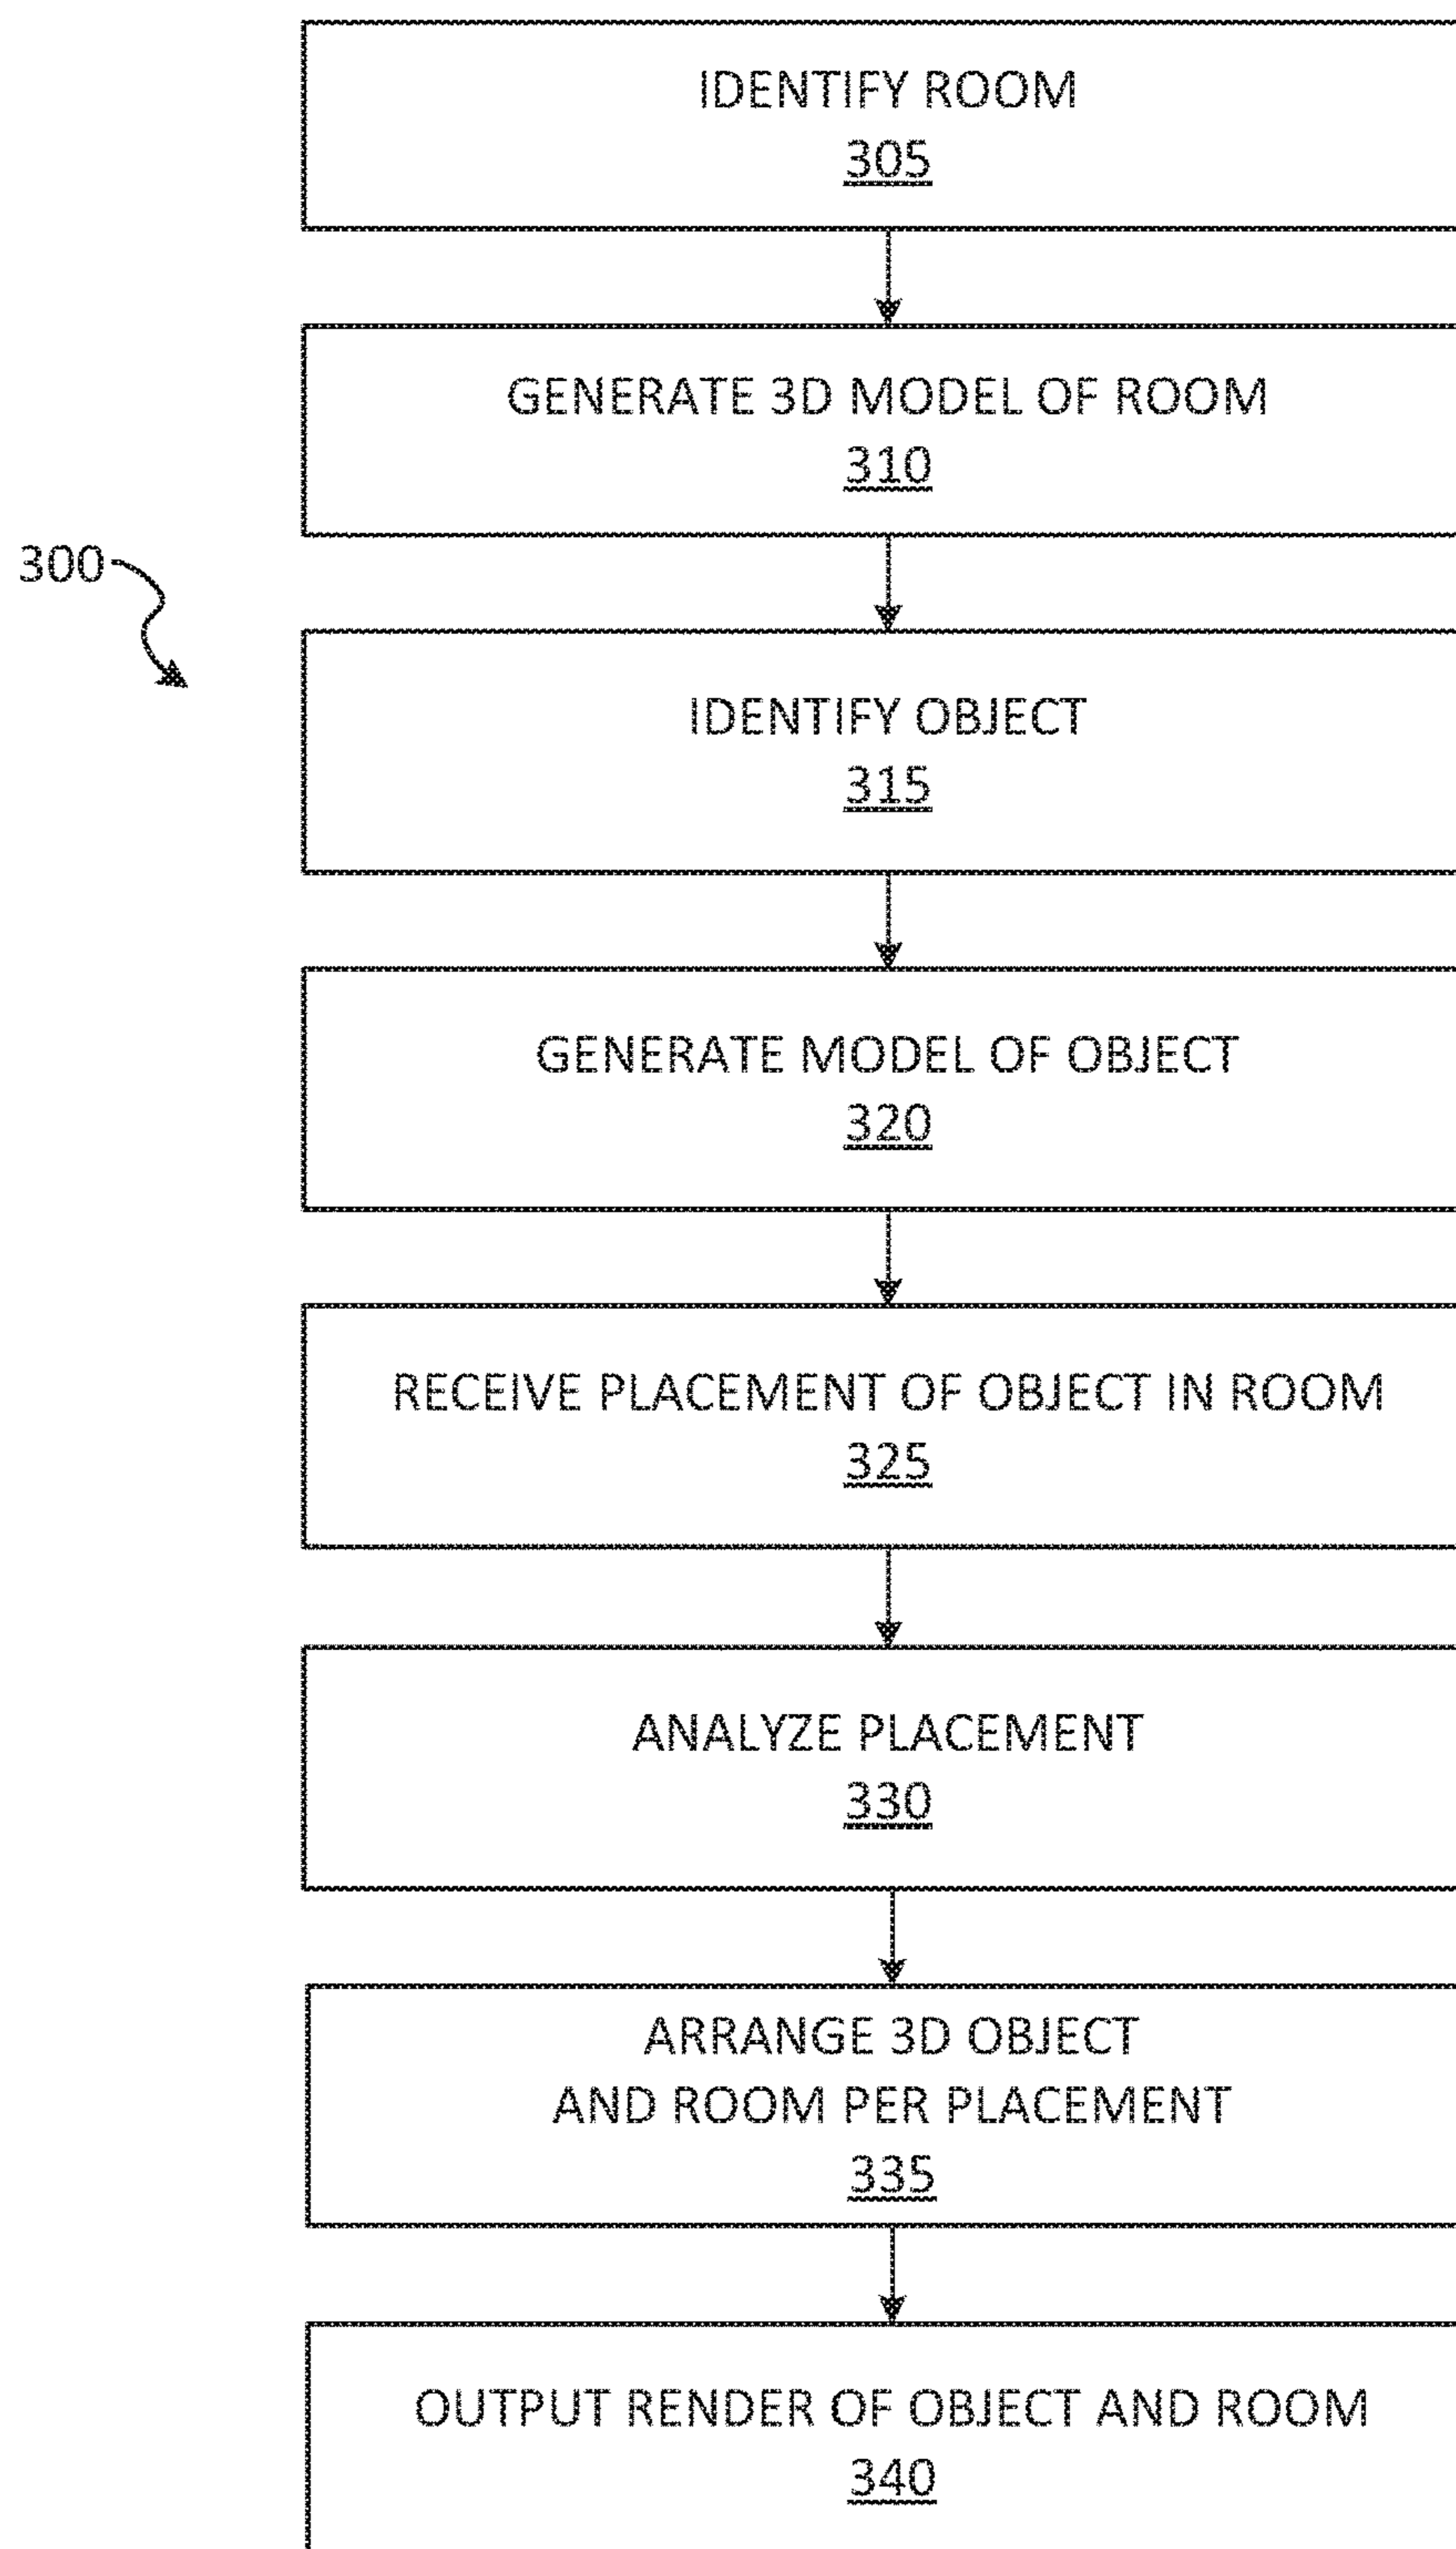 IDENTIFY ROOM
305
GENERATE 3D MODEL OF ROOM
310
300
IDENTIFY OBJECT
315
GENERATE MODEL OF OBJECT
320
RECEIVE PLACEMENT OF OBJECT IN ROOM
325
ANALYZE PLACEMENT
330
ARRANGE 3D OBJECT
AND ROOM PER PLACEMENT
335
OUTPUT RENDER OF OBJECT AND ROOM
340